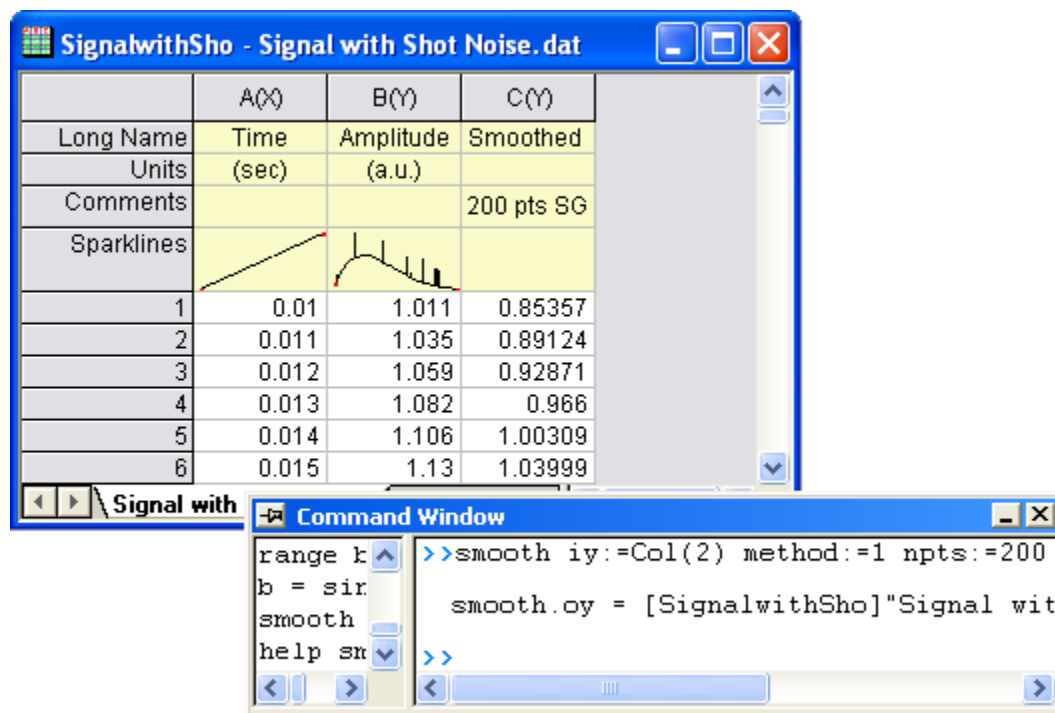 SignalwithSho - Signal with Shot Noise.dat
A(X) B(Y) C(Y)
Long Name Time Amplitude Smoothed
Units (sec) (a.u.)
Comments 200 pts SG
Sparklines
1 0.01 1.011 0.85357
2 0.011 1.035 0.89124
3 0.012 1.059 0.92871
4 0.013 1.082 0.966
5 0.014 1.106 1.00309
6 0.015 1.13 1.03999
Signal with
Command Window
range
b = sin
smooth
help sm
>>smooth iy:=Col(2) method:=1 npts:=200
smooth.oy = [SignalwithSho]"Signal wit
>>